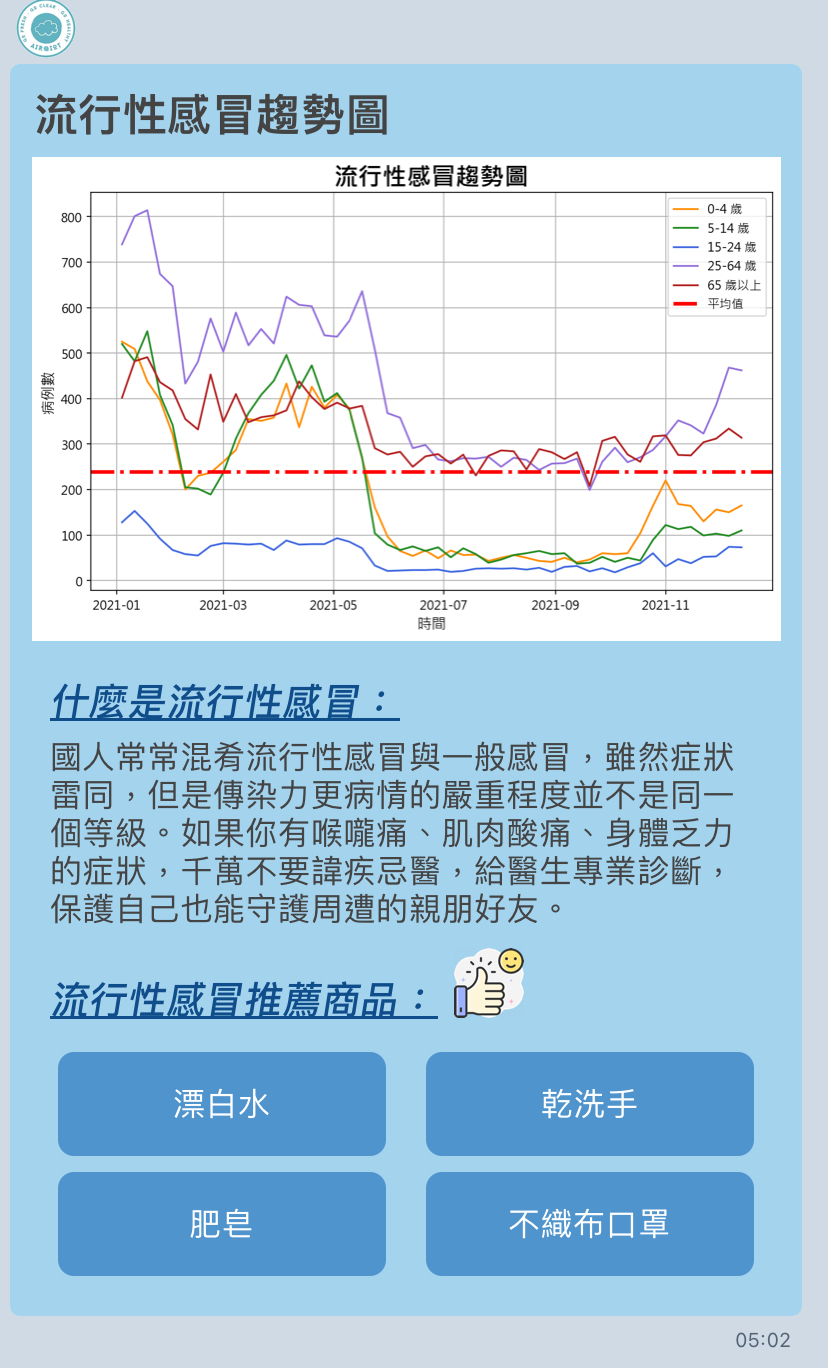 GO FRESH · GO CLEAR · GO HEALTHY
流行性感冒趨勢圖
流行性感冒趨勢圖
0-4 歲
5-14 歲
15-24 歲
25-64 歲
65 歲以上
平均值
病例數
800
700
600
500
400
300
200
100
0
2021-01
2021-03
2021-05
2021-07
2021-09
2021-11
時間
什麼是流行性感冒：
國人常常混肴流行性感冒與一般感冒，雖然症狀
雷同，但是傳染力更病情的嚴重程度並不是同一
個等級。如果你有喉嚨痛、肌肉酸痛、身體乏力
的症狀，千萬不要諱疾忌醫，給醫生專業診斷，
保護自己也能守護周遭的親朋好友。
流行性感冒推薦商品：
漂白水
乾洗手
肥皂
不織布口罩
05:02